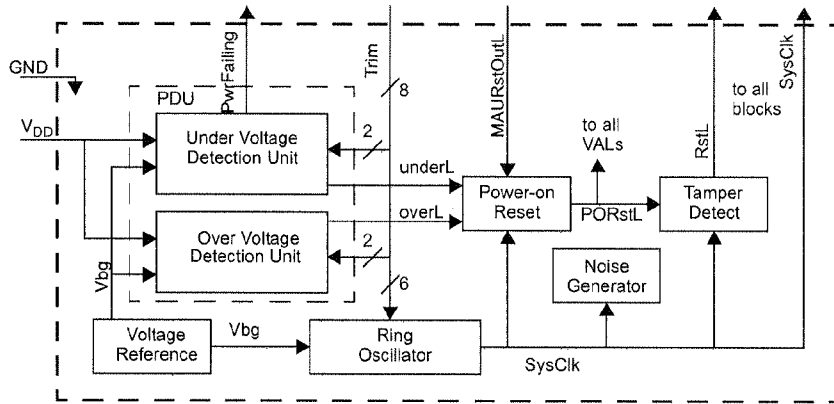 GND
VDD
PwrFailing
Trim
8
MAURstOutL
to all
blocks
RstL
SysClk
PDU
Under Voltage
Detection Unit
2
underL
overL
Over Voltage
Detection Unit
2
6
Power-on
Reset
to all
VALs
PORstL
Tamper
Detect
Noise
Generator
Vbg
Voltage
Reference
Vbg
Ring
Oscillator
SysClk